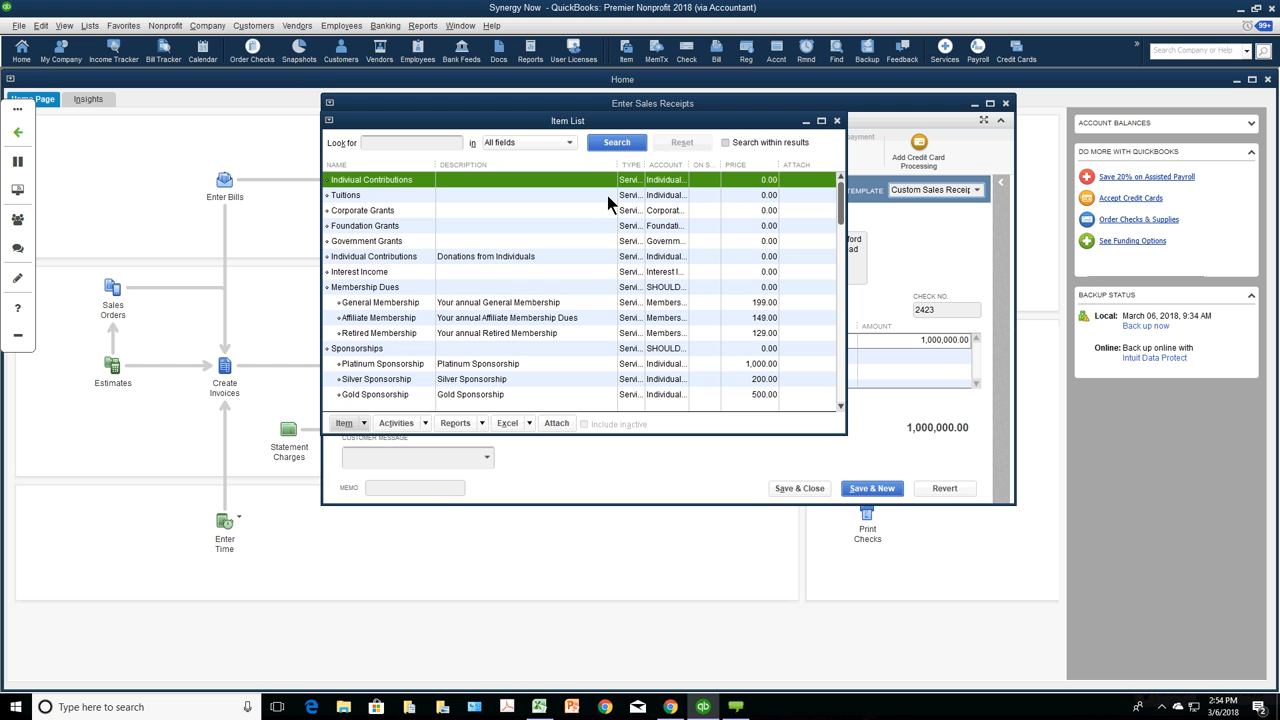 Synergy Now - QuickBooks: Premier Nonprofit 2018 (via Accountant)
File Edit View Lists Favorites Nonprofit Company Customers Vendors Employees Banking Reports Window Help 99+
Home My Company Income Tracker Bill Tracker Calendar Order Checks Snapshots Customers Vendors Employees Bank Feeds Docs Reports User Licenses Item MemTx Check Bill Reg Accnt Rmnd Find Backup Feedback Services Payroll Credit Cards » Search Company or Help
Home
Home Page Insights
Enter Bills
Sales Orders
Estimates
Create Invoices
Statement Charges
Enter Time
Enter Sales Receipts
Item List
Look for in All fields Search Reset Search within results
NAME DESCRIPTION TYPE ACCOUNT ON S... PRICE ATTACH
Indiviual Contributions Servi... Individual... 0.00
Tuitions Servi... Individual... 0.00
Corporate Grants Servi... Corporat... 0.00
Foundation Grants Servi... Foundati... 0.00
Government Grants Servi... Governm... 0.00
Individual Contributions Donations from Individuals Servi... Individual... 0.00
Interest Income Servi... Interest I... 0.00
Membership Dues Servi... SHOULD... 0.00
General Membership Your annual General Membership Servi... Members... 199.00
Affiliate Membership Your annual Affiliate Membership Dues Servi... Members... 149.00
Retired Membership Your annual Retired Membership Servi... Members... 129.00
Sponsorships Servi... SHOULD... 0.00
Platinum Sponsorship Platinum Sponsorship Servi... Individual... 1,000.00
Silver Sponsorship Silver Sponsorship Servi... Individual... 200.00
Gold Sponsorship Gold Sponsorship Servi... Individual... 500.00
Item Activities Reports Excel Attach Include inactive
ayment
Add Credit Card Processing
TEMPLATE Custom Sales Receip
ford
ad
CHECK NO.
2423
AMOUNT
1,000,000.00
1,000,000.00
CUSTOMER MESSAGE
MEMO
Save & Close Save & New Revert
Print Checks
ACCOUNT BALANCES
DO MORE WITH QUICKBOOKS
Save 20% on Assisted Payroll
Accept Credit Cards
Order Checks & Supplies
See Funding Options
BACKUP STATUS
Local: March 06, 2018, 9:34 AM
Back up now
Online: Back up online with
Intuit Data Protect
Type here to search
2:54 PM
3/6/2018
2